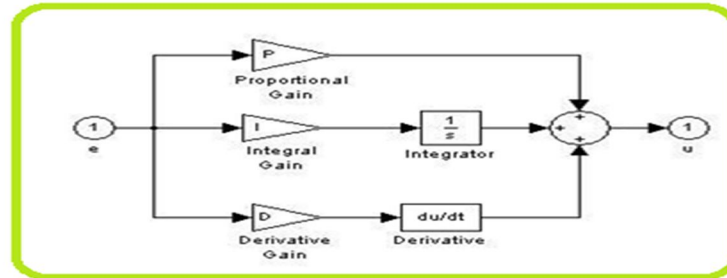 P
Proportional
Gain
1
e
I
Integral
Gain
1
s
Integrator
+
+
+
1
u
D
Derivative
Gain
du/dt
Derivative